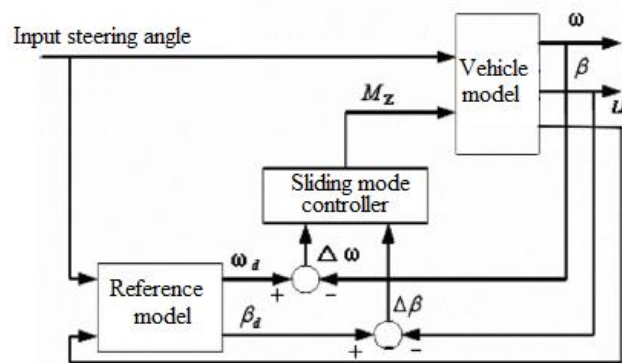 Input steering angle
ω
Vehicle
model
β
u
M_Z
Sliding mode
controller
Δω
ω_d
+
-
Reference
model
Δβ
β_d
+
-
-